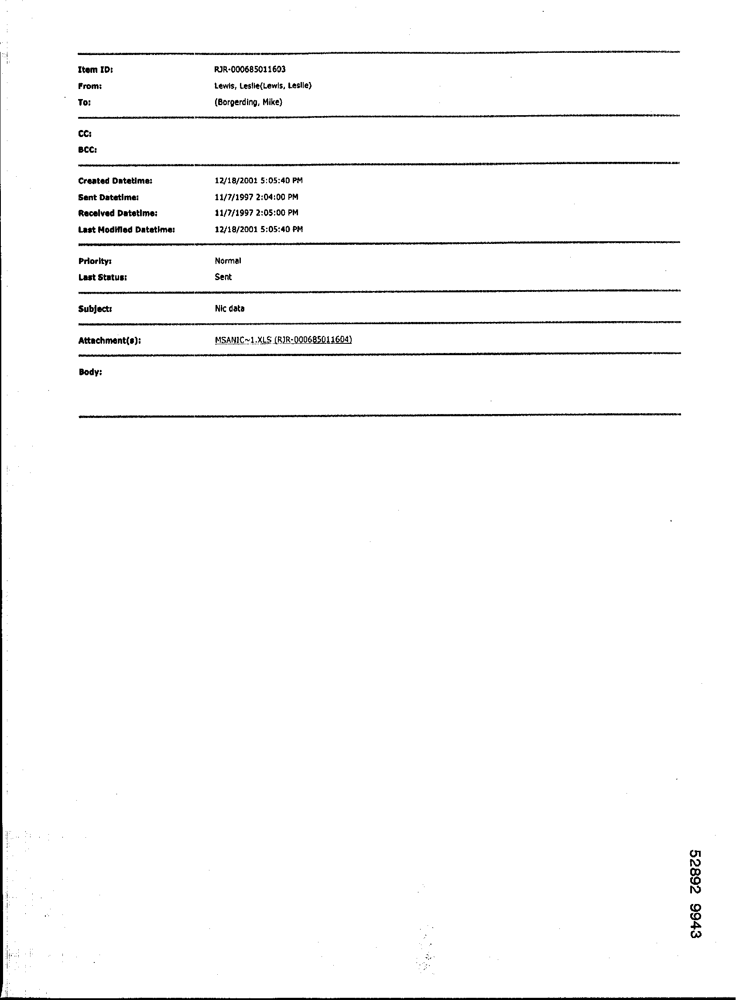 Item ID: RJR-000685011603
From: Lewis, Leslie(Lewis, Leslie)
To: (Borgerding, Mike)
CC:
BCC:
Created Datetime: 12/18/2001 5:05:40 PM
Sent Datetime: 11/7/1997 2:04:00 PM
Received Datetime: 11/7/1997 2:05:00 PM
Last Modified Datetime: 12/18/2001 5:05:40 PM
Priority: Normal
Last Status: Sent
Subject: Nic data
Attachment(s): MSANIC~1.XLS (RJR-000685011604)
Body:
52892 9943